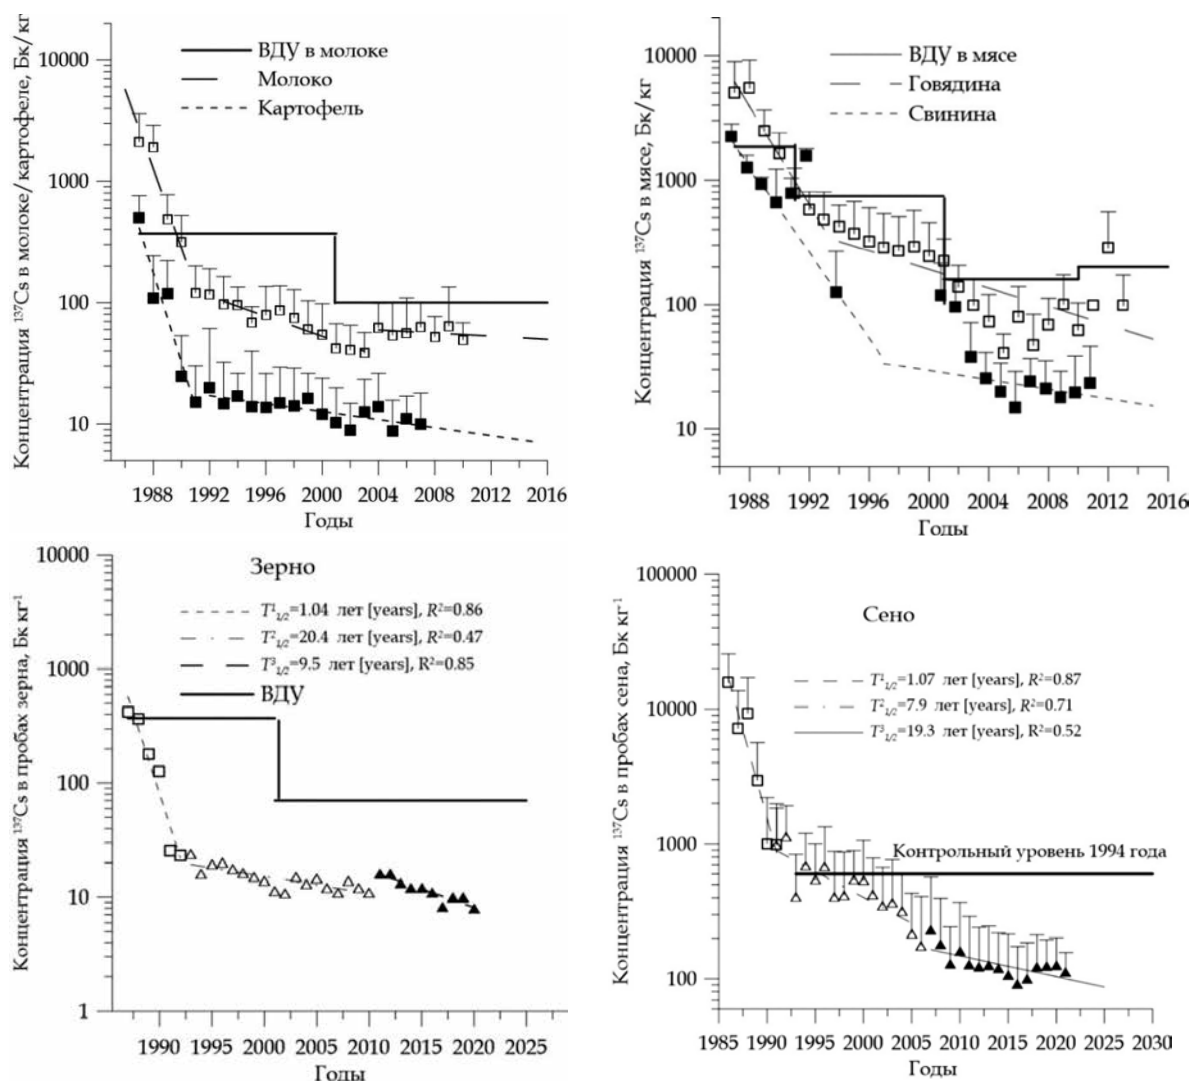 Концентрация ¹³⁷Cs в молоке/картофеле, Бк/кг
10000
1000
100
10
ВДУ в молоке
Молоко
Картофель
1988 1992 1996 2000 2004 2008 2012 2016
Годы
Концентрация ¹³⁷Cs в мясе, Бк/кг
10000
1000
100
10
ВДУ в мясе
Говядина
Свинина
1988 1992 1996 2000 2004 2008 2012 2016
Годы
Концентрация ¹³⁷Cs в пробах зерна, Бк кг⁻¹
10000
1000
100
10
1
Зерно
T¹₁/₂=1.04 лет [years], R²=0.86
T²₁/₂=20.4 лет [years], R²=0.47
T³₁/₂=9.5 лет [years], R²=0.85
ВДУ
1990 1995 2000 2005 2010 2015 2020 2025
Годы
Концентрация ¹³⁷Cs в пробах сена, Бк кг⁻¹
100000
10000
1000
100
Сено
T¹₁/₂=1.07 лет [years], R²=0.87
T²₁/₂=7.9 лет [years], R²=0.71
T³₁/₂=19.3 лет [years], R²=0.52
Контрольный уровень 1994 года
1985 1990 1995 2000 2005 2010 2015 2020 2025 2030
Годы